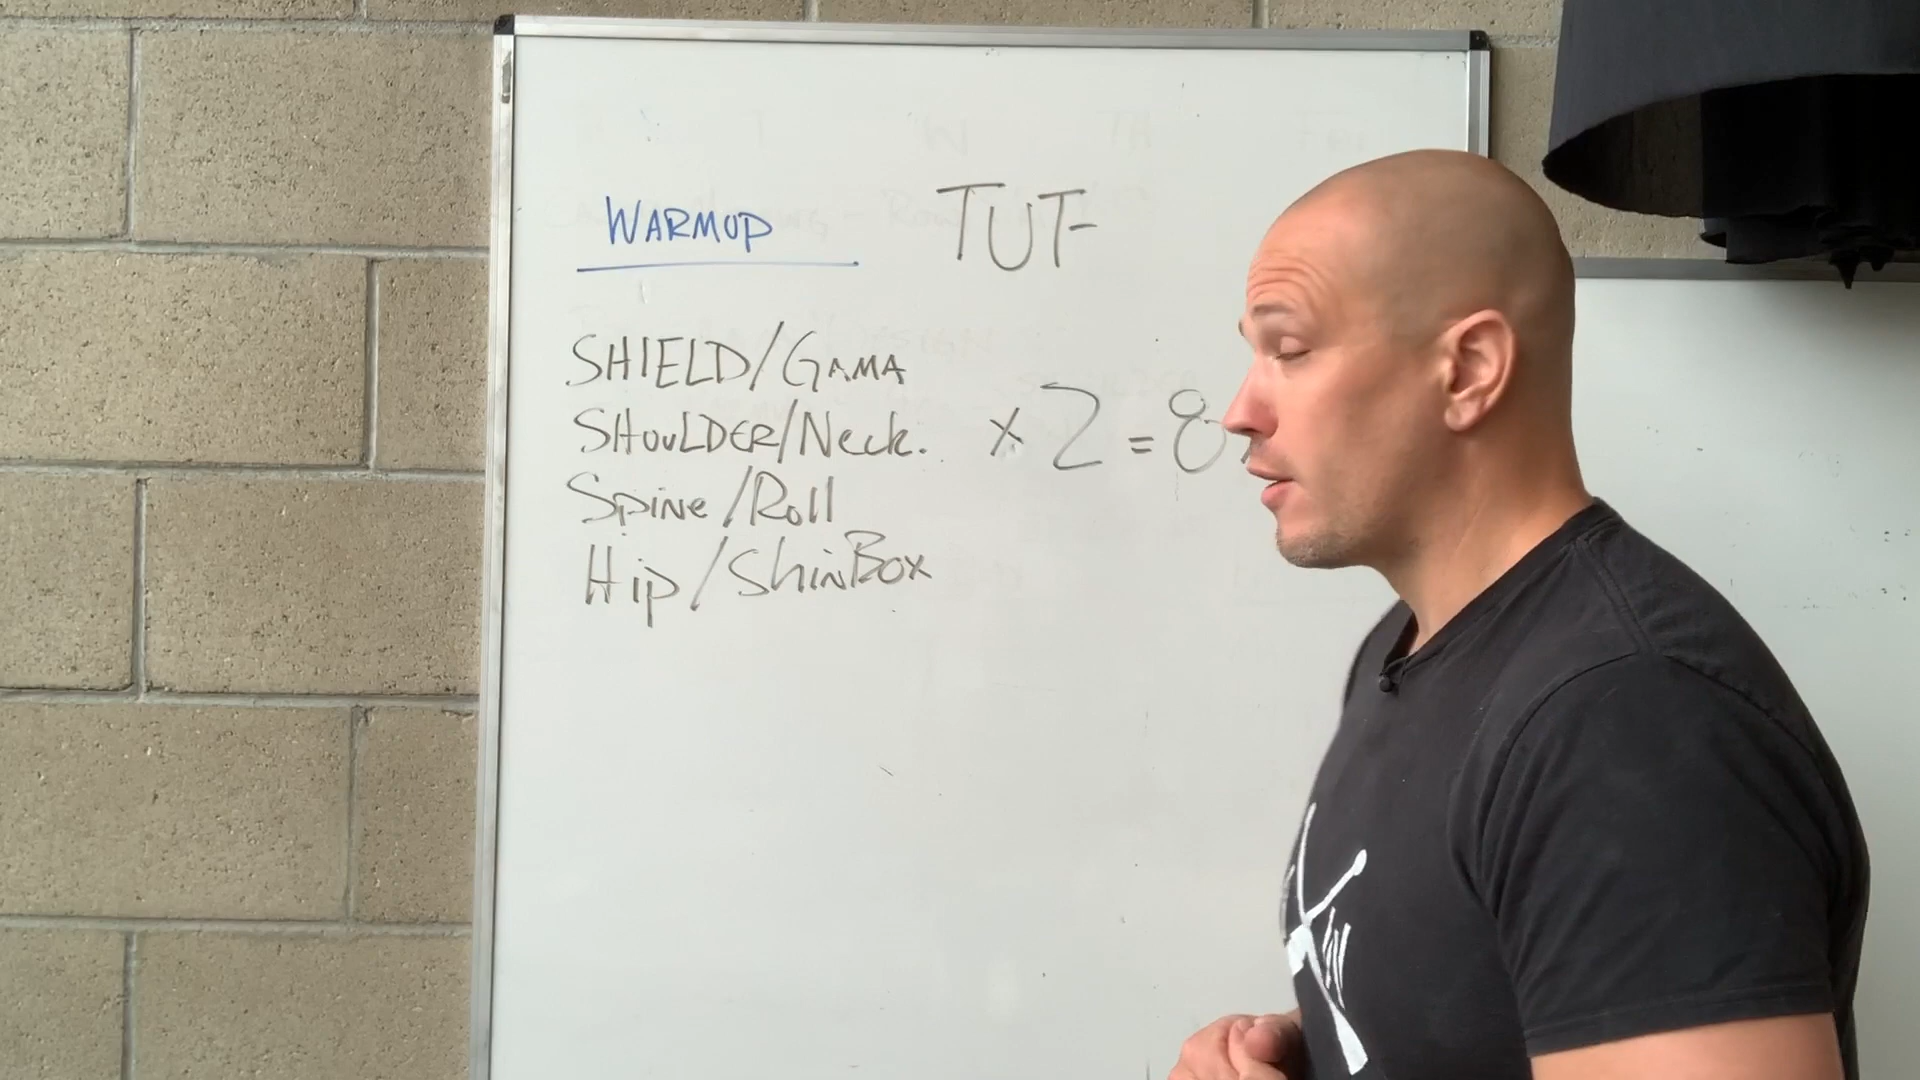 WARMUP TUT
SHIELD/GAMA
SHOULDER/Neck. x 2 = 8
Spine/Roll
Hip/ShinBox